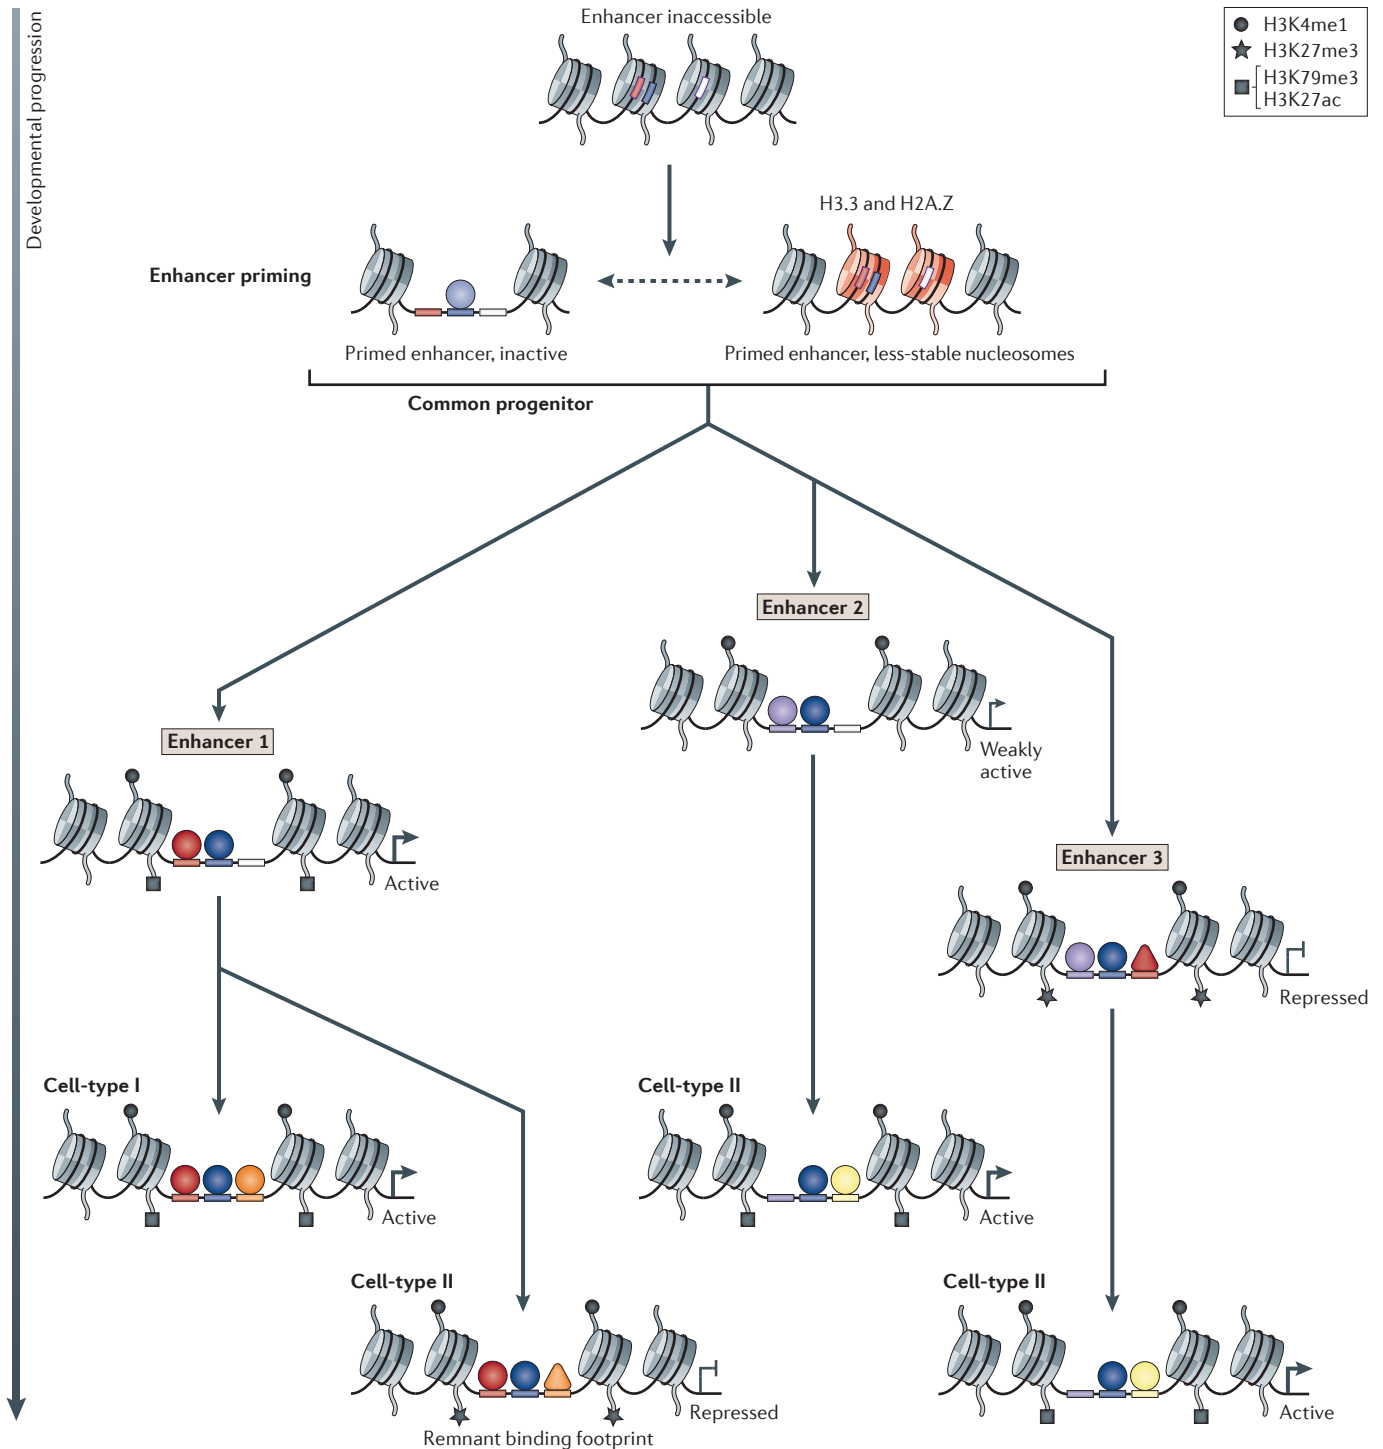 Enhancer inaccessible
H3K4me1
H3K27me3
H3K79me3
H3K27ac
Developmental progression
H3.3 and H2A.Z
Enhancer priming
Primed enhancer, inactive
Primed enhancer, less-stable nucleosomes
Common progenitor
Enhancer 2
Weakly
active
Enhancer 1
Active
Enhancer 3
Repressed
Cell-type I
Active
Cell-type II
Active
Cell-type II
Repressed
Remnant binding footprint
Cell-type II
Active